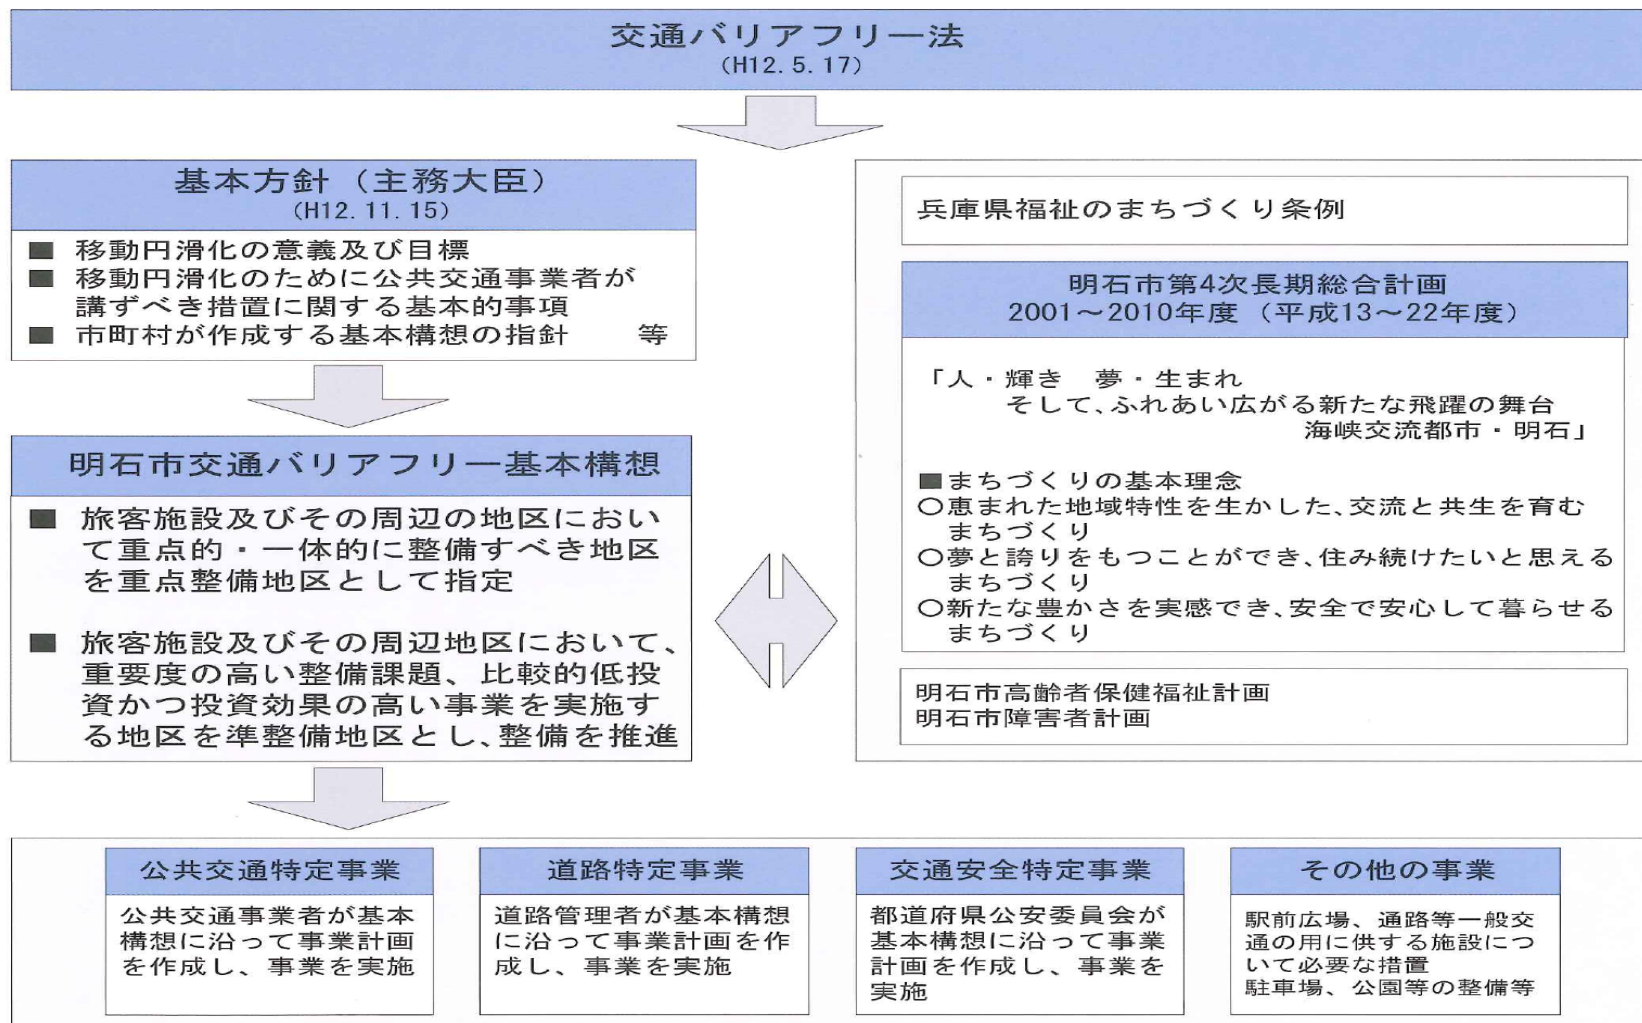 交通バリアフリー法
(H12.5.17)
基本方針（主務大臣）
(H12.11.15)
■ 移動円滑化の意義及び目標
■ 移動円滑化のために公共交通事業者が
講ずべき措置に関する基本的事項
■ 市町村が作成する基本構想の指針　　等
明石市交通バリアフリー基本構想
■ 旅客施設及びその周辺の地区におい
て重点的・一体的に整備すべき地区
を重点整備地区として指定
■ 旅客施設及びその周辺地区において、
重要度の高い整備課題、比較的低投
資かつ投資効果の高い事業を実施す
る地区を準整備地区とし、整備を推進
兵庫県福祉のまちづくり条例
明石市第4次長期総合計画
2001～2010年度（平成13～22年度）
「人・輝き　夢・生まれ
そして、ふれあい広がる新たな飛躍の舞台
海峡交流都市・明石」
■まちづくりの基本理念
○恵まれた地域特性を生かした、交流と共生を育む
まちづくり
○夢と誇りをもつことができ、住み続けたいと思える
まちづくり
○新たな豊かさを実感でき、安全で安心して暮らせる
まちづくり
明石市高齢者保健福祉計画
明石市障害者計画
公共交通特定事業
公共交通事業者が基本
構想に沿って事業計画
を作成し、事業を実施
道路特定事業
道路管理者が基本構想
に沿って事業計画を作
成し、事業を実施
交通安全特定事業
都道府県公安委員会が
基本構想に沿って事業
計画を作成し、事業を
実施
その他の事業
駅前広場、通路等一般交
通の用に供する施設につ
いて必要な措置
駐車場、公園等の整備等